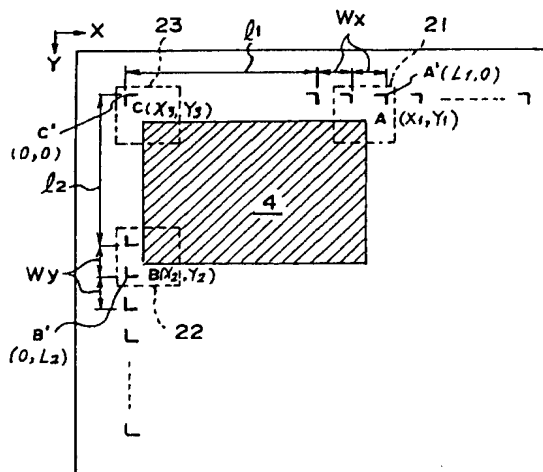 X
Y
23
l1
Wx
21
A'(L1,0)
C(X3,Y3)
A
(X1,Y1)
C'
(0,0)
l2
4
Wy
B(X2,Y2)
B'
(0,L2)
22